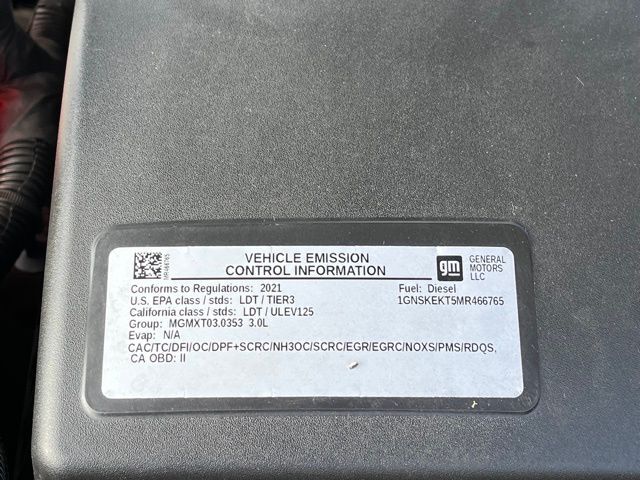 VEHICLE EMISSION
CONTROL INFORMATION
gm
GENERAL
MOTORS
LLC
Conforms to Regulations: 2021
Fuel: Diesel
U.S. EPA class / stds: LDT / TIER3
1GNSKEKT5MR466765
California class / stds: LDT / ULEV125
Group: MGMXT03.0353 3.0L
Evap: N/A
CAC/TC/DFI/OC/DPF+SCRC/NH3OC/SCRC/EGR/EGRC/NOXS/PMS/RDQS,
CA OBD: II